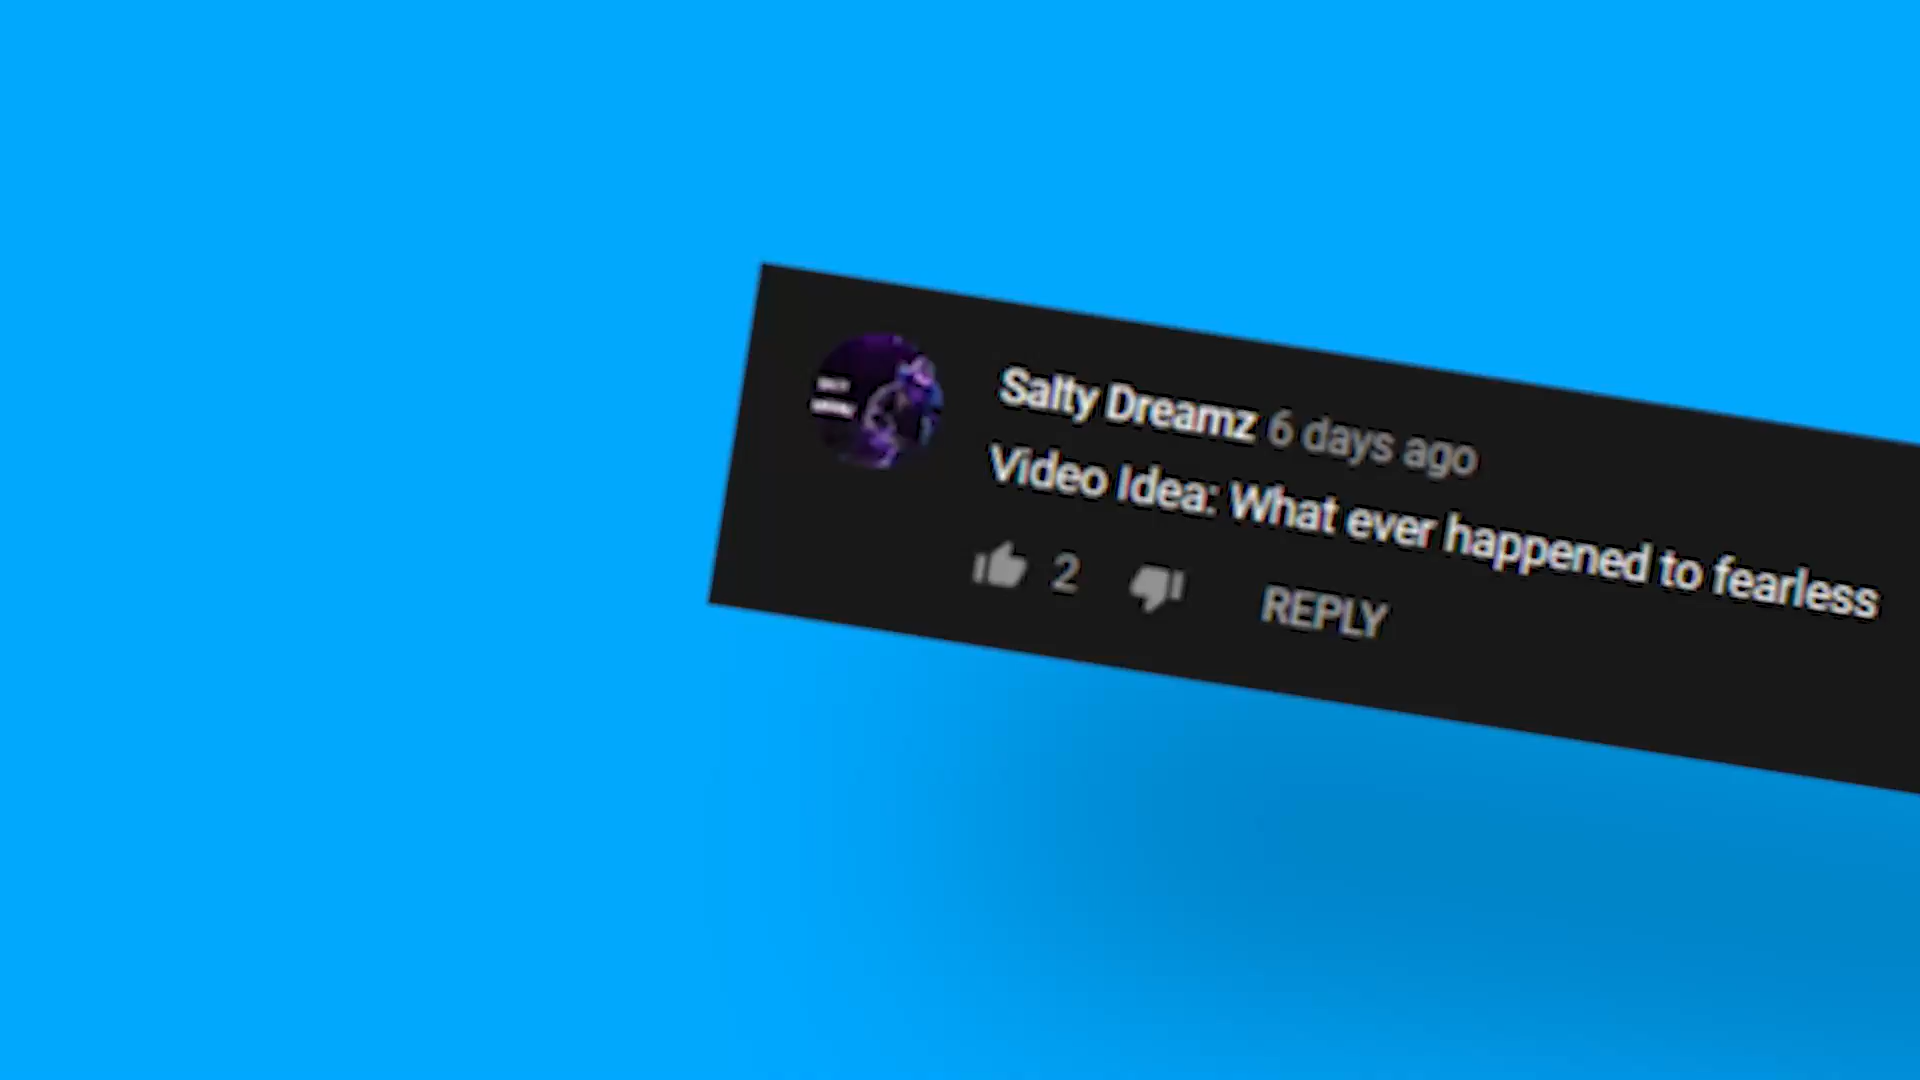 Salty Dreamz 6 days ago
Video Idea: What ever happened to fearless
2
REPLY